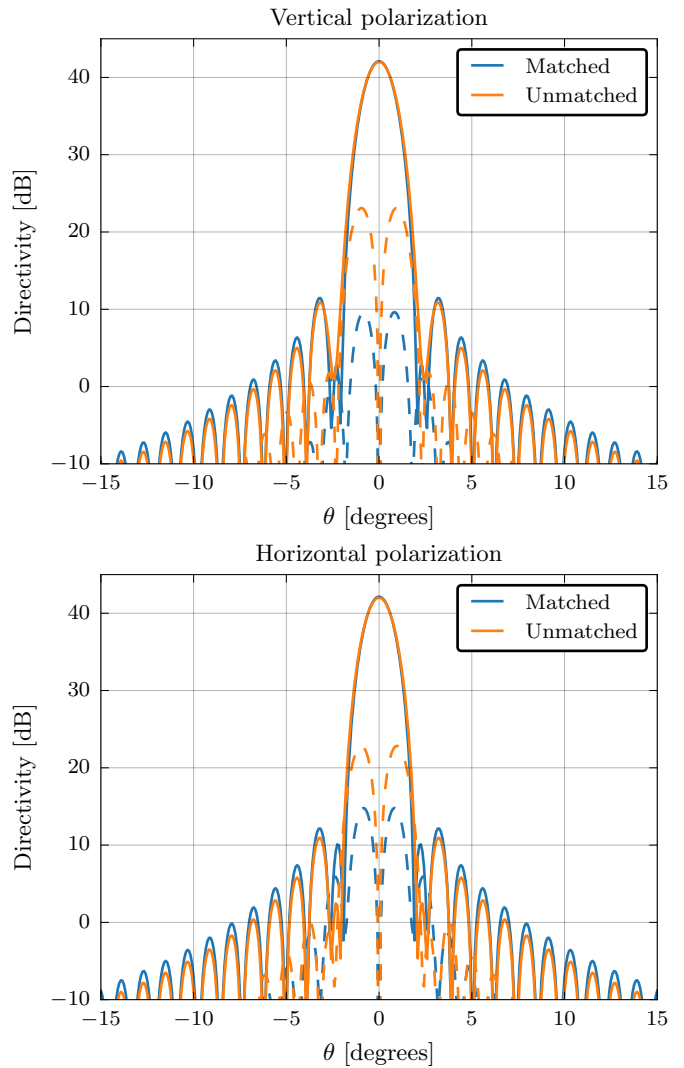 Vertical polarization
Matched
Unmatched
40
30
20
10
0
−10
Directivity [dB]
−15 −10 −5 0 5 10 15
θ [degrees]
Horizontal polarization
Matched
Unmatched
40
30
20
10
0
−10
Directivity [dB]
−15 −10 −5 0 5 10 15
θ [degrees]